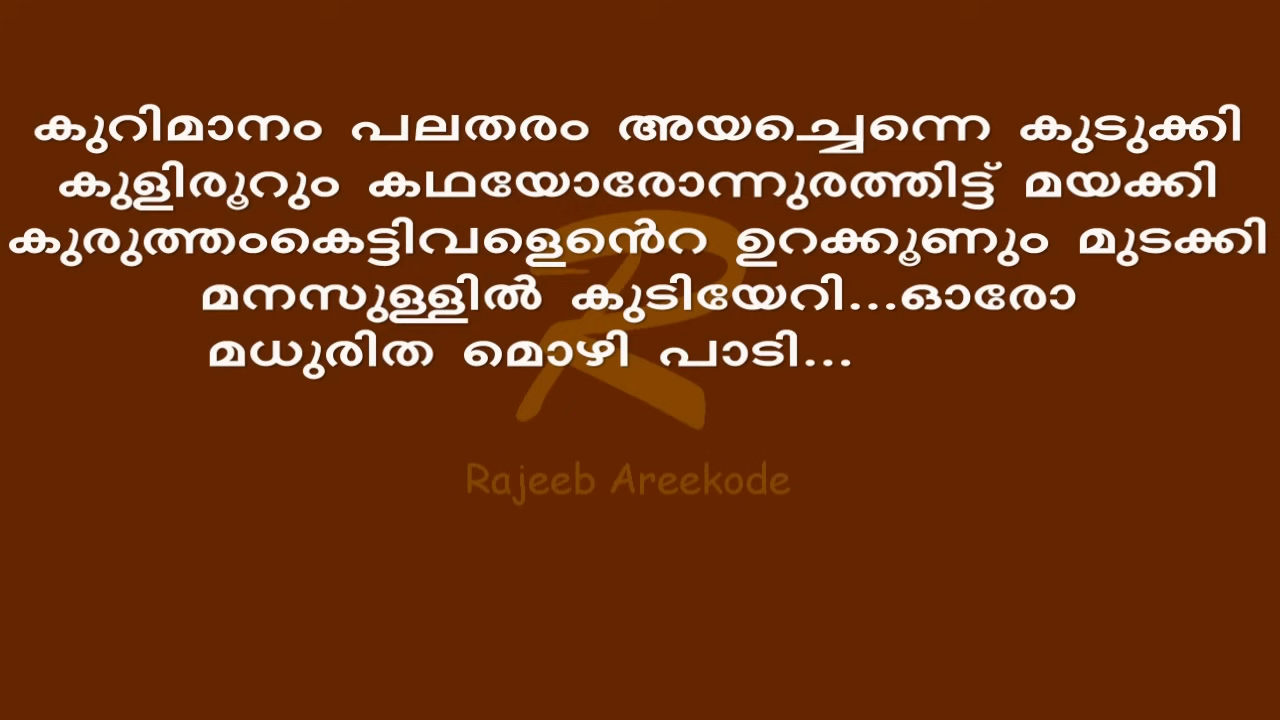 കുറിമാനം പലതരം അയച്ചെന്നെ കുടുക്കി
കുളിരൂറും കഥയോരോന്നുരത്തിട്ട് മയക്കി
കുരുത്തംകെട്ടിവളെൻെറ ഉറക്കൂണും മുടക്കി
മനസുള്ളിൽ കുടിയേറി...ഓരോ
മധുരിത മൊഴി പാടി...
Rajeeb Areekode